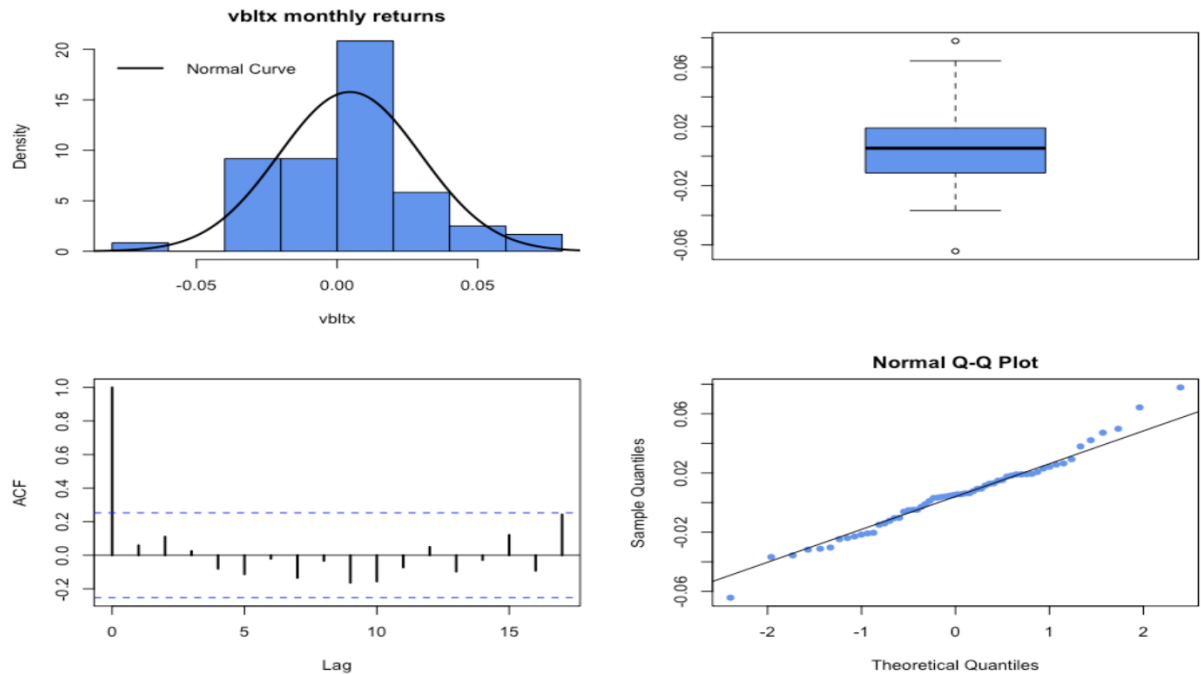 vbltx monthly returns
Normal Curve
Density
20
15
10
5
0
-0.05 0.00 0.05
vbltx
0.06
0.02
-0.02
-0.06
ACF
1.0
0.8
0.6
0.4
0.2
0.0
-0.2
0 5 10 15
Lag
Normal Q-Q Plot
Sample Quantiles
0.06
0.02
-0.02
-0.06
-2 -1 0 1 2
Theoretical Quantiles